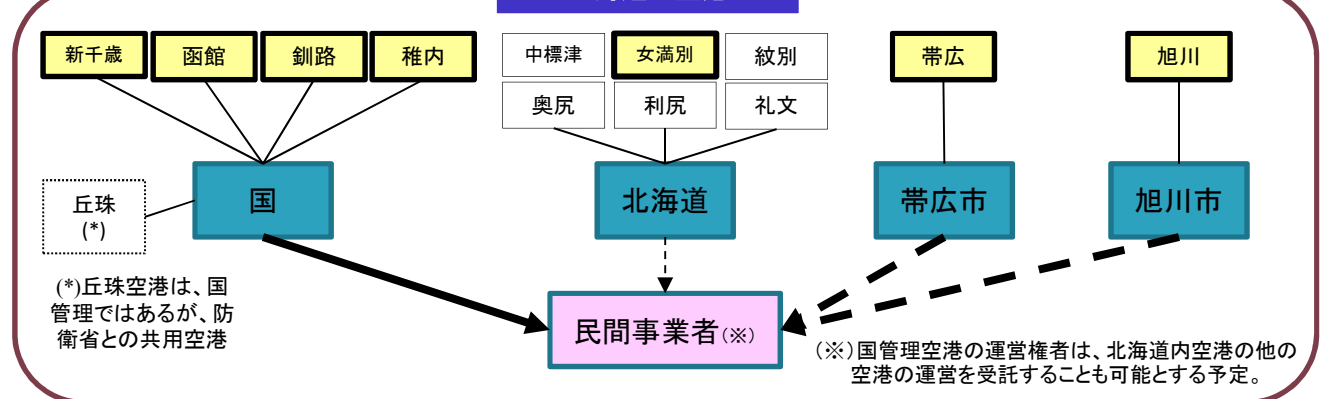 新千歳
函館
釧路
稚内
中標津
女満別
紋別
帯広
旭川
奥尻
利尻
礼文
丘珠
(*)
国
北海道
帯広市
旭川市
(*)丘珠空港は、国
管理ではあるが、防
衛省との共用空港
民間事業者(※)
(※)国管理空港の運営権者は、北海道内空港の他の
空港の運営を受託することも可能とする予定。